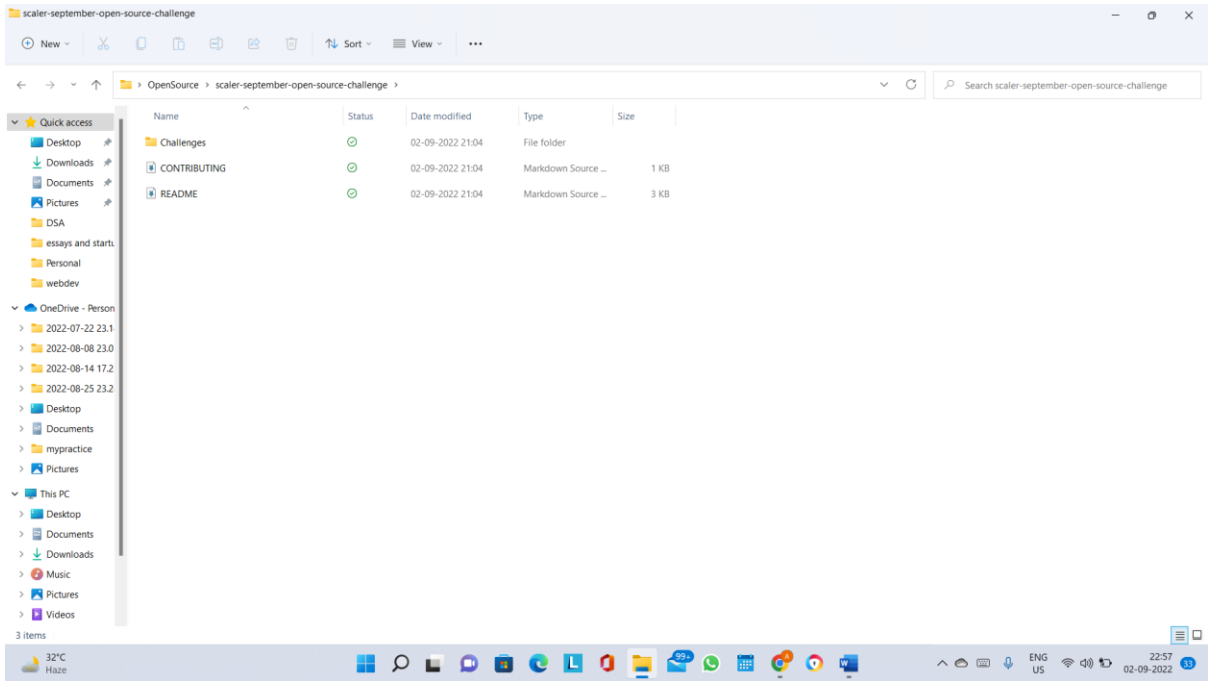 scaler-september-open-source-challenge
New
Sort
View
OpenSource > scaler-september-open-source-challenge >
Search scaler-september-open-source-challenge
Name Status Date modified Type Size
Challenges 02-09-2022 21:04 File folder
CONTRIBUTING 02-09-2022 21:04 Markdown Source ... 1 KB
README 02-09-2022 21:04 Markdown Source ... 3 KB
Quick access
Desktop
Downloads
Documents
Pictures
DSA
essays and startu
Personal
webdev
OneDrive - Person
2022-07-22 23.1
2022-08-08 23.0
2022-08-14 17.2
2022-08-25 23.2
Desktop
Documents
mypractice
Pictures
This PC
Desktop
Documents
Downloads
Music
Pictures
Videos
3 items
32°C
Haze
L
99+
ENG
US
22:57
02-09-2022
33